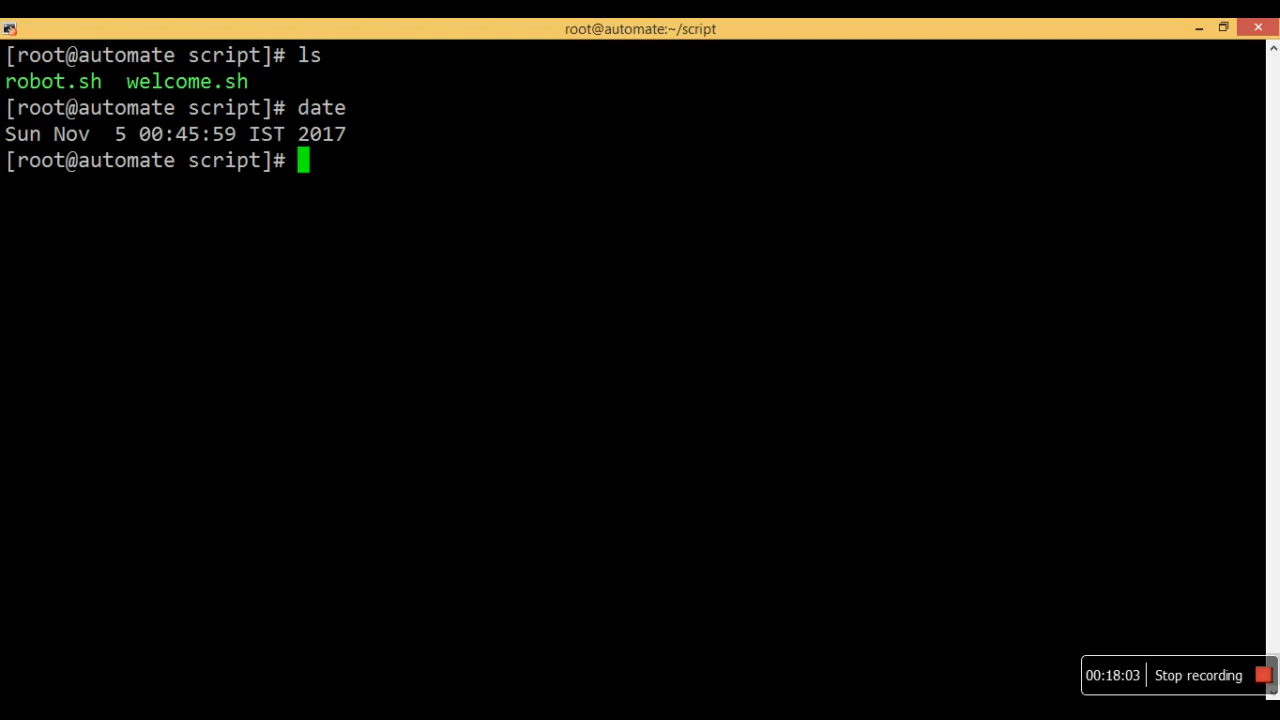 root@automate:~/script
[root@automate script]# ls
robot.sh  welcome.sh
[root@automate script]# date
Sun Nov  5 00:45:59 IST 2017
[root@automate script]#
00:18:03 Stop recording